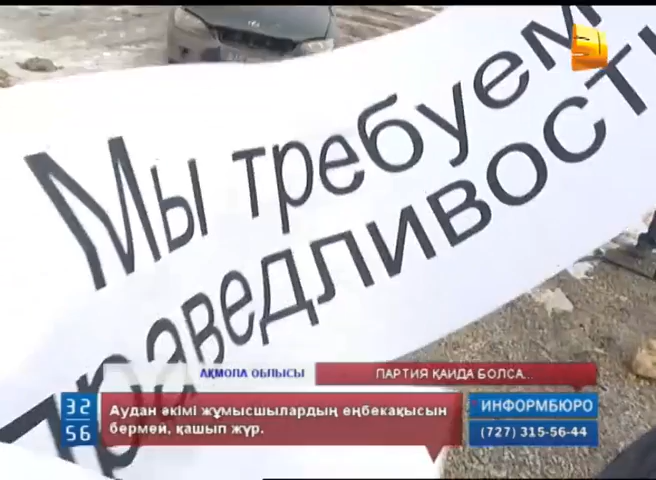 Мы требуем
праведливости
АҚМОЛА ОБЛЫСЫ
ПАРТИЯ ҚАЙДА БОЛСА...
32
56
Аудан әкімі жұмысшылардың еңбекақысын
бермей, қашып жүр.
ИНФОРМБЮРО
(727) 315-56-44